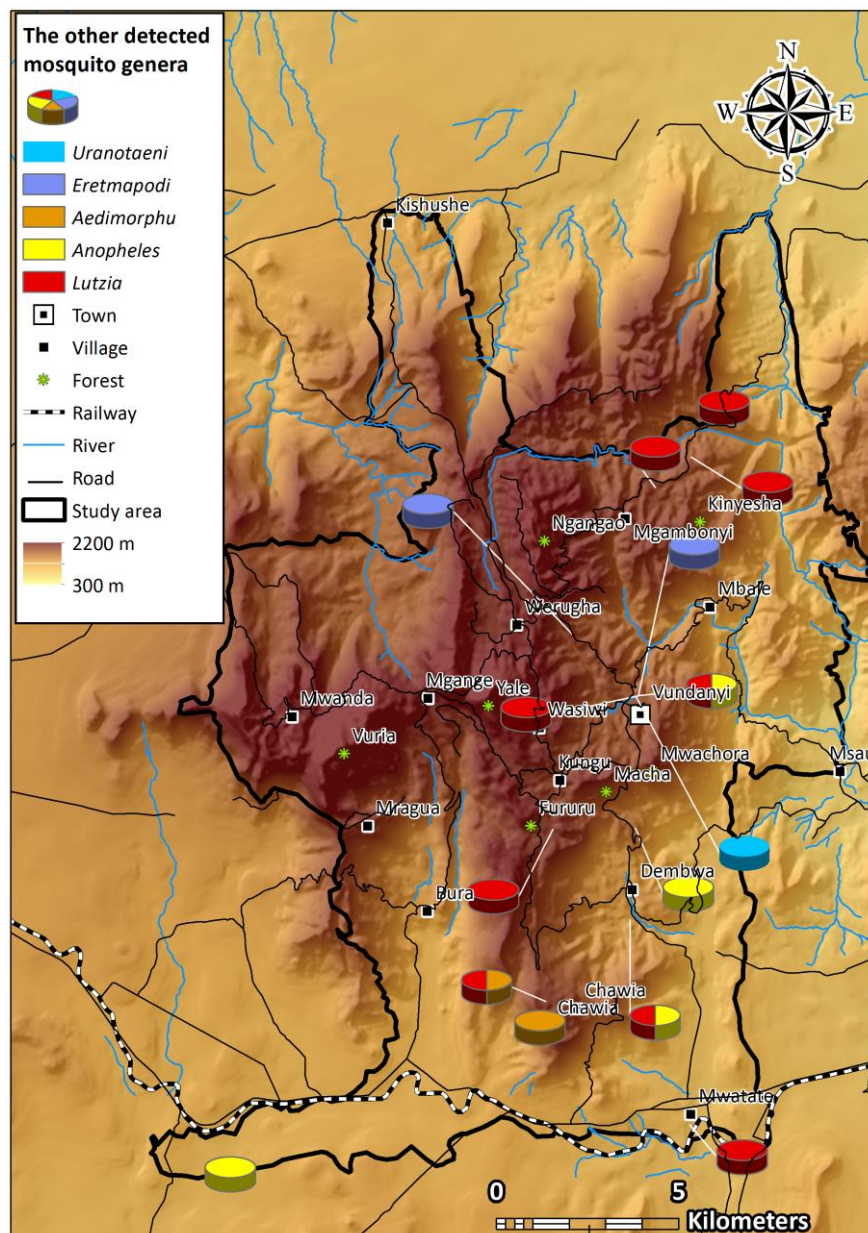 The other detected
mosquito genera
Uranotaeni
Eretmapodi
Aedimorphu
Anopheles
Lutzia
Town
Village
Forest
Railway
River
Road
Study area
2200 m
300 m
N
W E
S
Kishushe
Kinyesha
Ngangao
Mgambonyi
Mbale
Werugha
Mgange
Yale
Mwanda
Wasiwi
Vundanyi
Vuria
Mwachora
Msau
Kungu
Macha
Mragua
Fururu
Dembwa
Bura
Chawia
Chawia
Mwatate
0 5
Kilometers